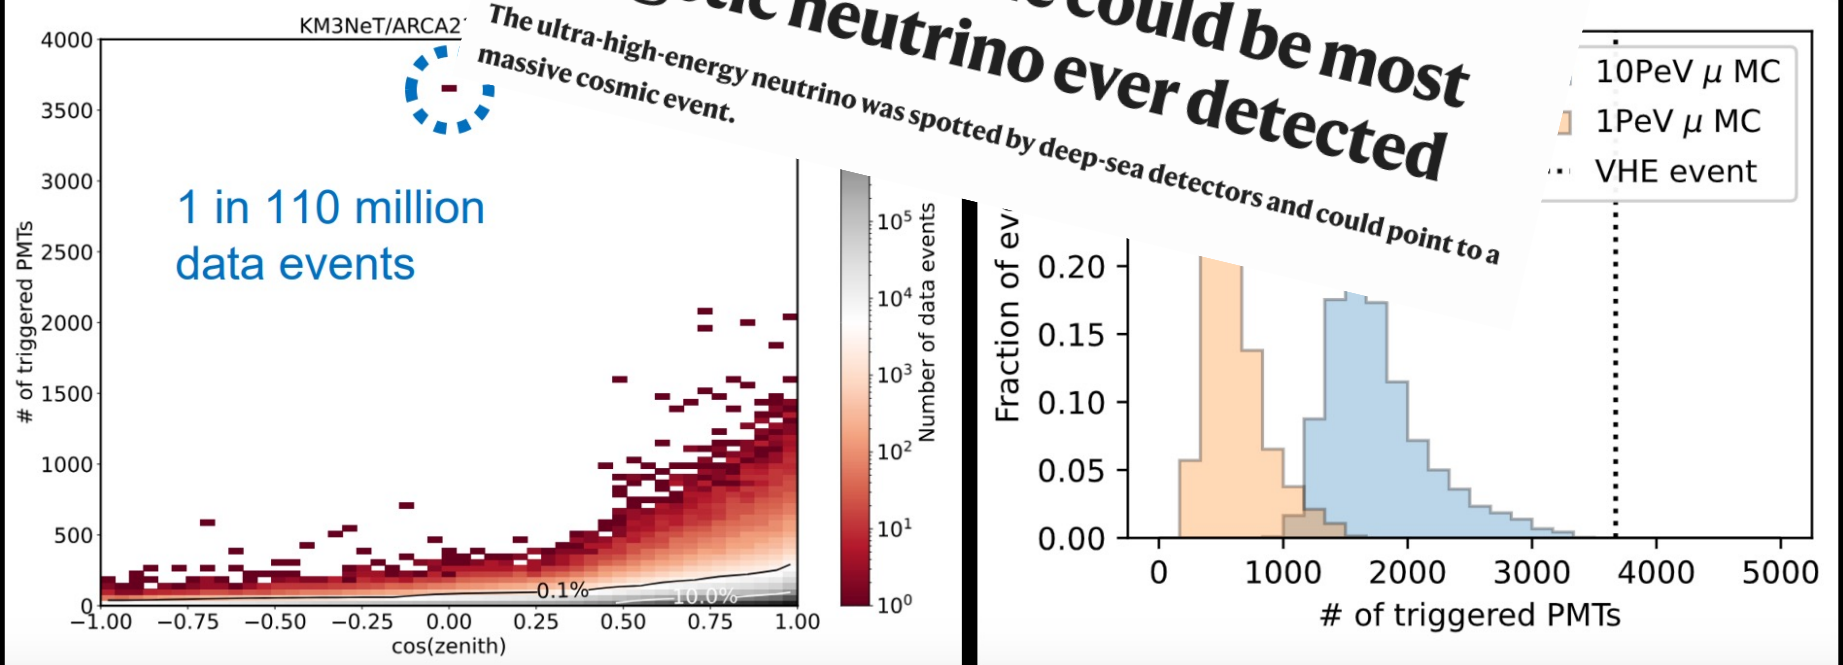 KM3NeT/ARCA2
4000
3500
3000
2500
2000
1500
1000
500
0
# of triggered PMTs
1 in 110 million
data events
0.1%
10.0%
−1.00 −0.75 −0.50 −0.25 0.00 0.25 0.50 0.75 1.00
cos(zenith)
10⁵
10⁴
10³
10²
10¹
10⁰
Number of data events
could be most
neutrino ever detected
The ultra-high-energy neutrino was spotted by deep-sea detectors and could point to a
massive cosmic event.
10PeV μ MC
1PeV μ MC
VHE event
Fraction of ev
0.20
0.15
0.10
0.05
0.00
0 1000 2000 3000 4000 5000
# of triggered PMTs